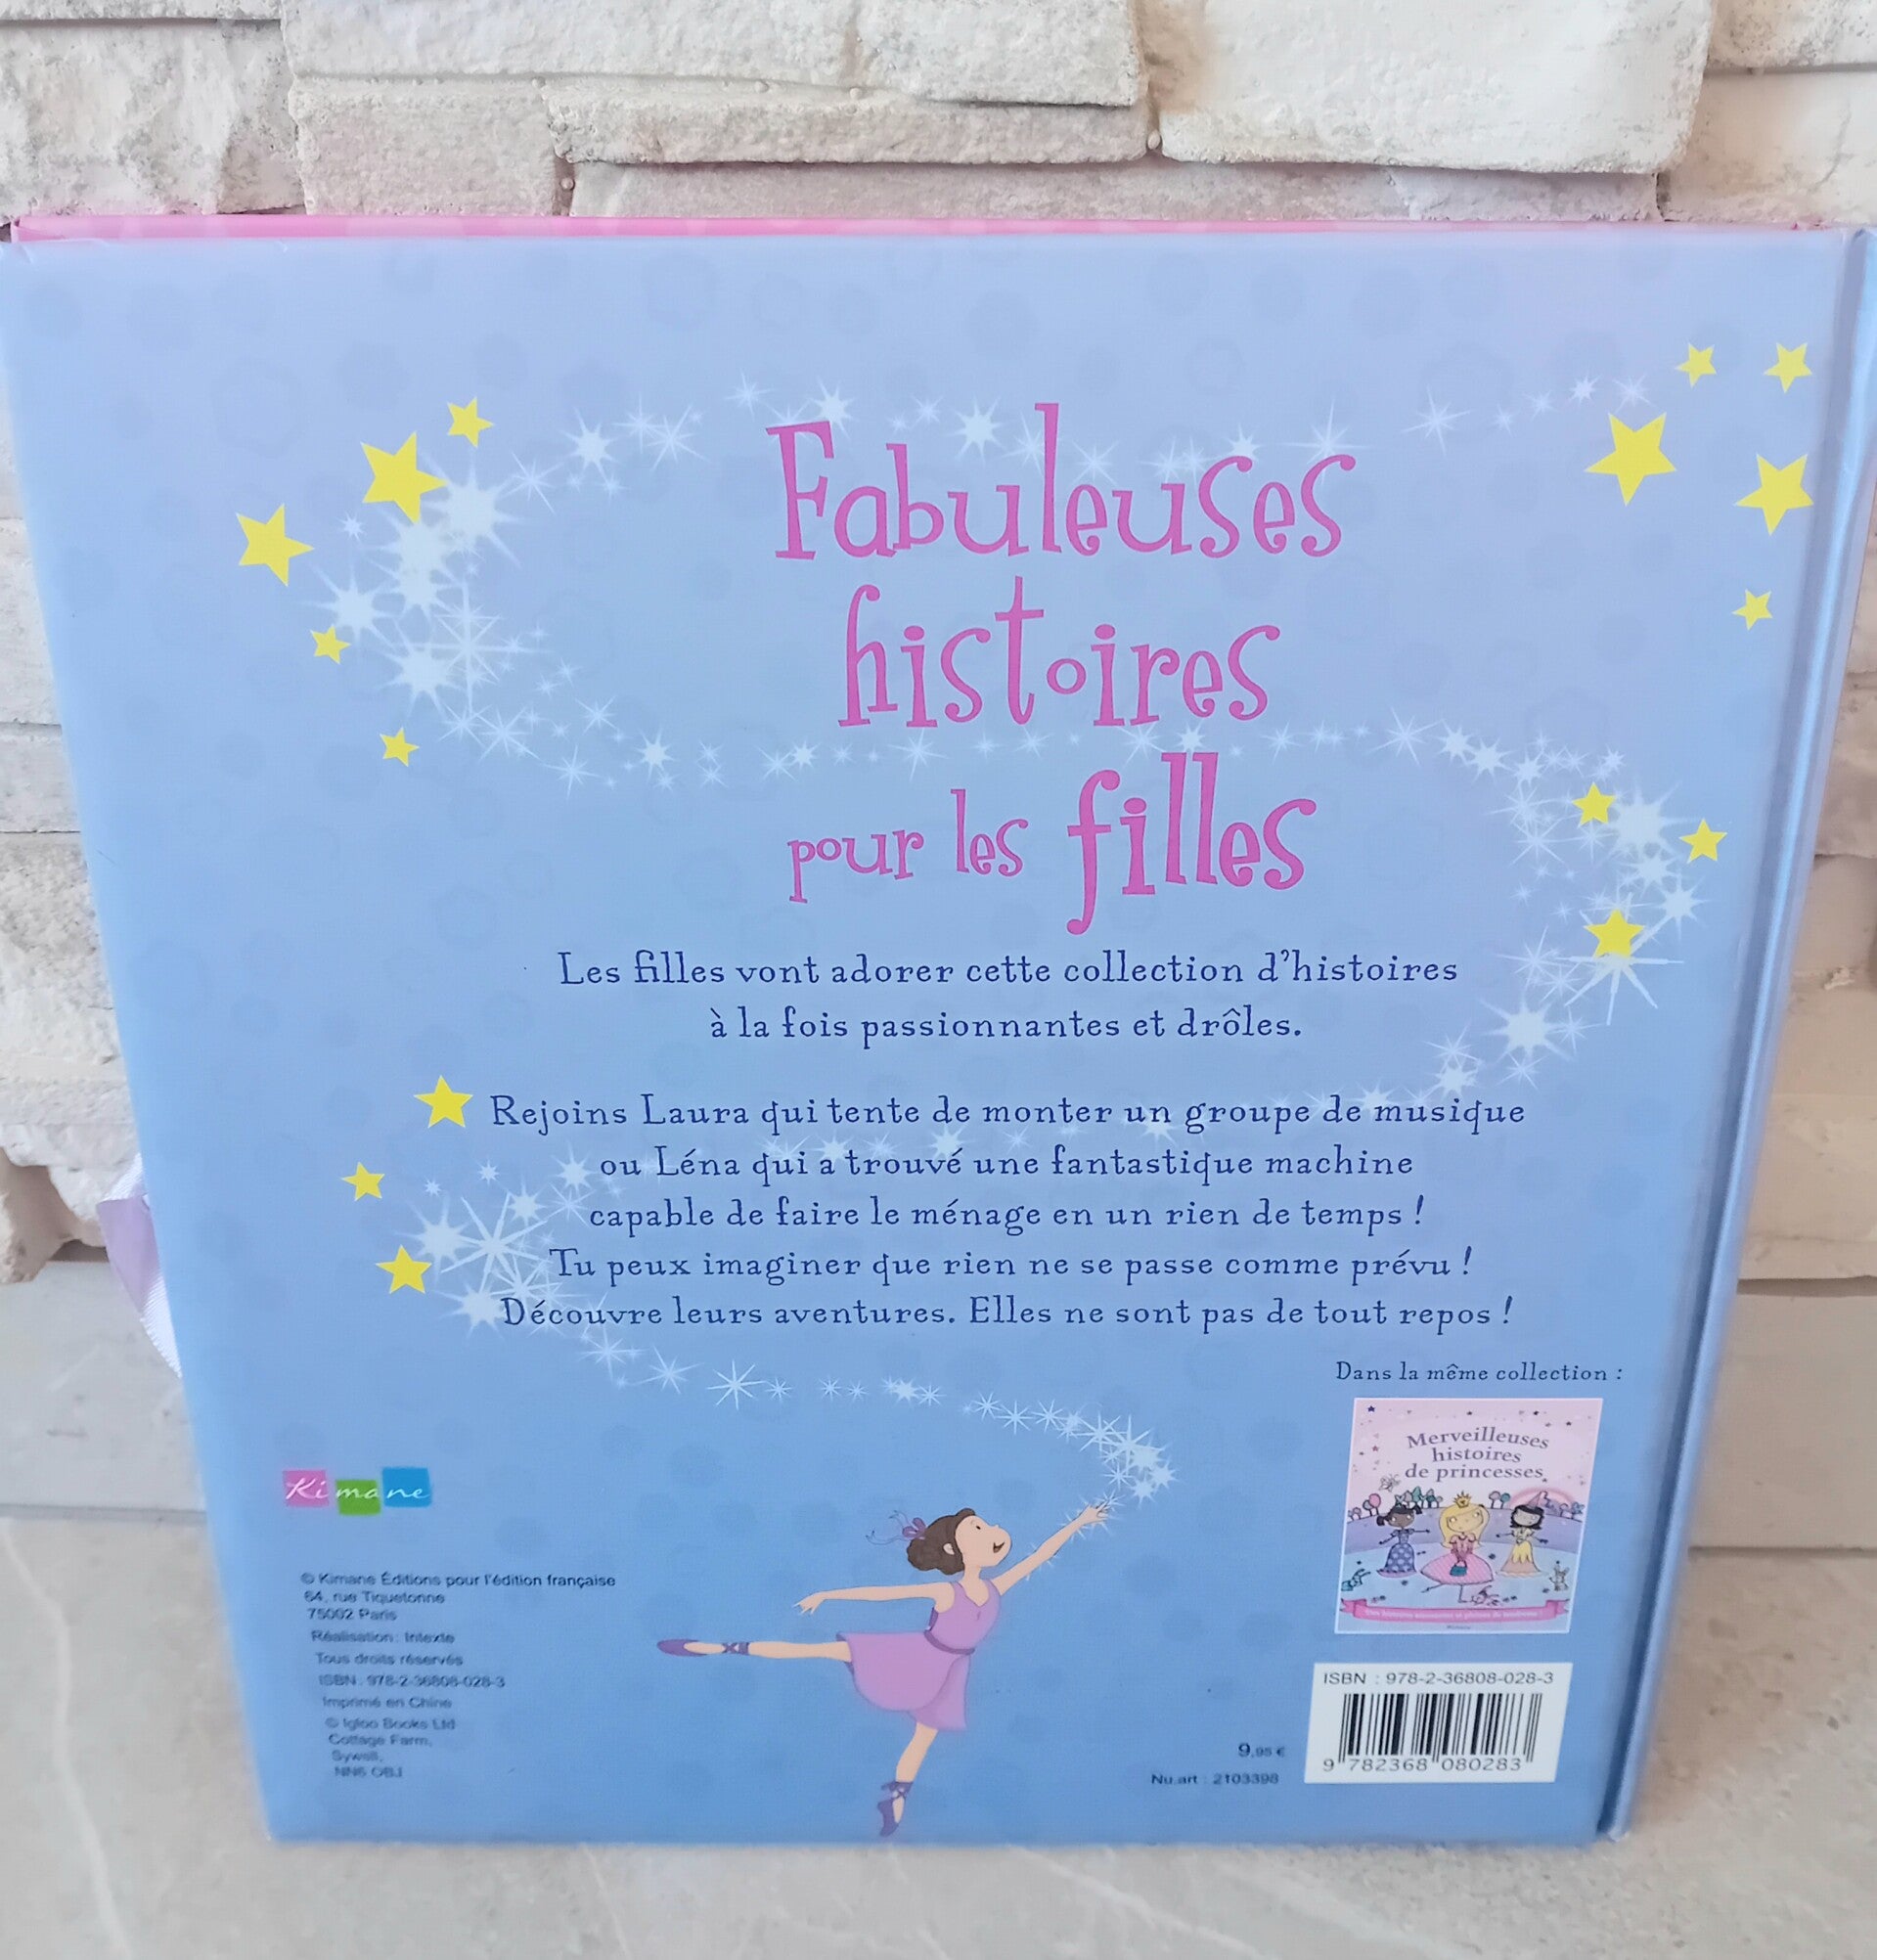 Fabuleuses
histoires
pour les filles
Les filles vont adorer cette collection d'histoires
à la fois passionnantes et drôles.
Rejoins Laura qui tente de monter un groupe de musique
ou Léna qui a trouvé une fantastique machine
capable de faire le ménage en un rien de temps !
Tu peux imaginer que rien ne se passe comme prévu !
Découvre leurs aventures. Elles ne sont pas de tout repos !
Dans la même collection :
Merveilleuses
histoires
de princesses
Kimane
© Kimane Éditions pour l'édition française
64, rue Tiquetonne
75002 Paris
Réalisation : Intexte
Tous droits réservés
ISBN : 978-2-36808-028-3
Imprimé en Chine
© Igloo Books Ltd
Cottage Farm,
Sywell,
NN6 OBJ
9,95 €
Nu.art : 2103398
ISBN : 978-2-36808-028-3
9 782368 080283